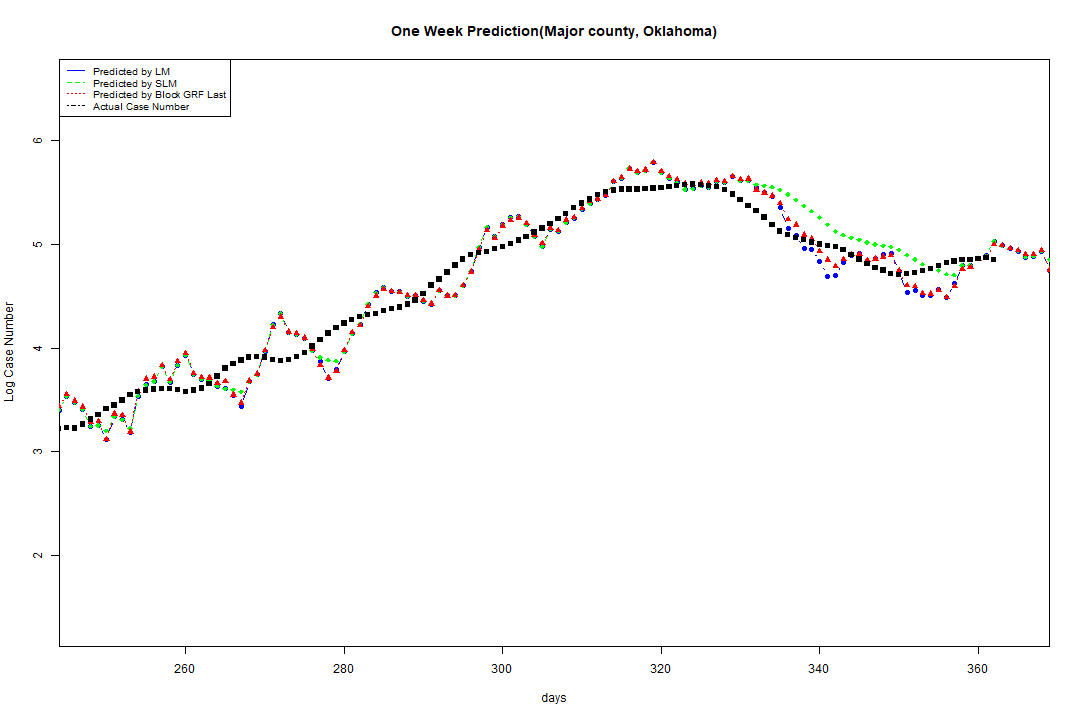 One Week Prediction(Major county, Oklahoma)
Predicted by LM
Predicted by SLM
Predicted by Block GRF Last
Actual Case Number
6
5
4
3
2
Log Case Number
260 280 300 320 340 360
days